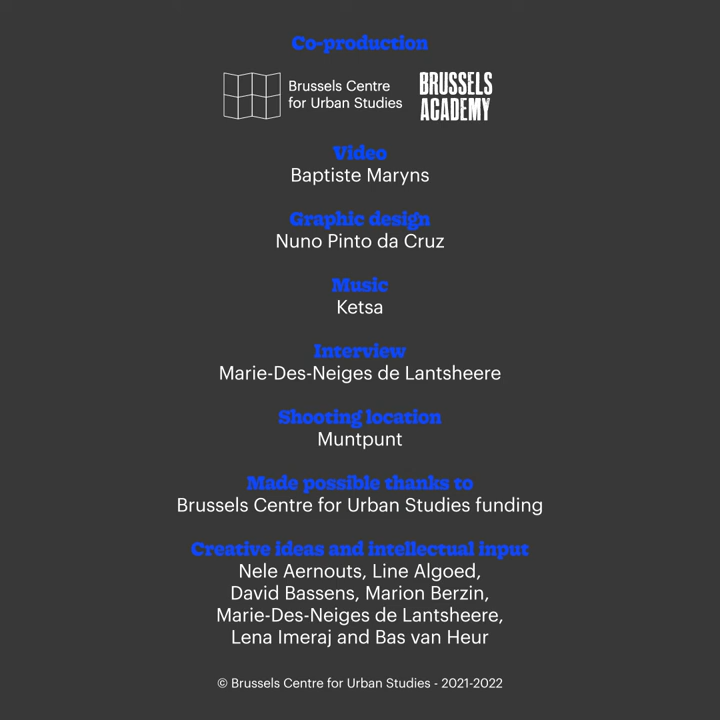 Co-production
Brussels Centre
for Urban Studies
BRUSSELS
ACADEMY
Video
Baptiste Maryns
Graphic design
Nuno Pinto da Cruz
Music
Ketsa
Interview
Marie-Des-Neiges de Lantsheere
Shooting location
Muntpunt
Made possible thanks to
Brussels Centre for Urban Studies funding
Creative ideas and intellectual input
Nele Aernouts, Line Algoed,
David Bassens, Marion Berzin,
Marie-Des-Neiges de Lantsheere,
Lena Imeraj and Bas van Heur
© Brussels Centre for Urban Studies - 2021-2022